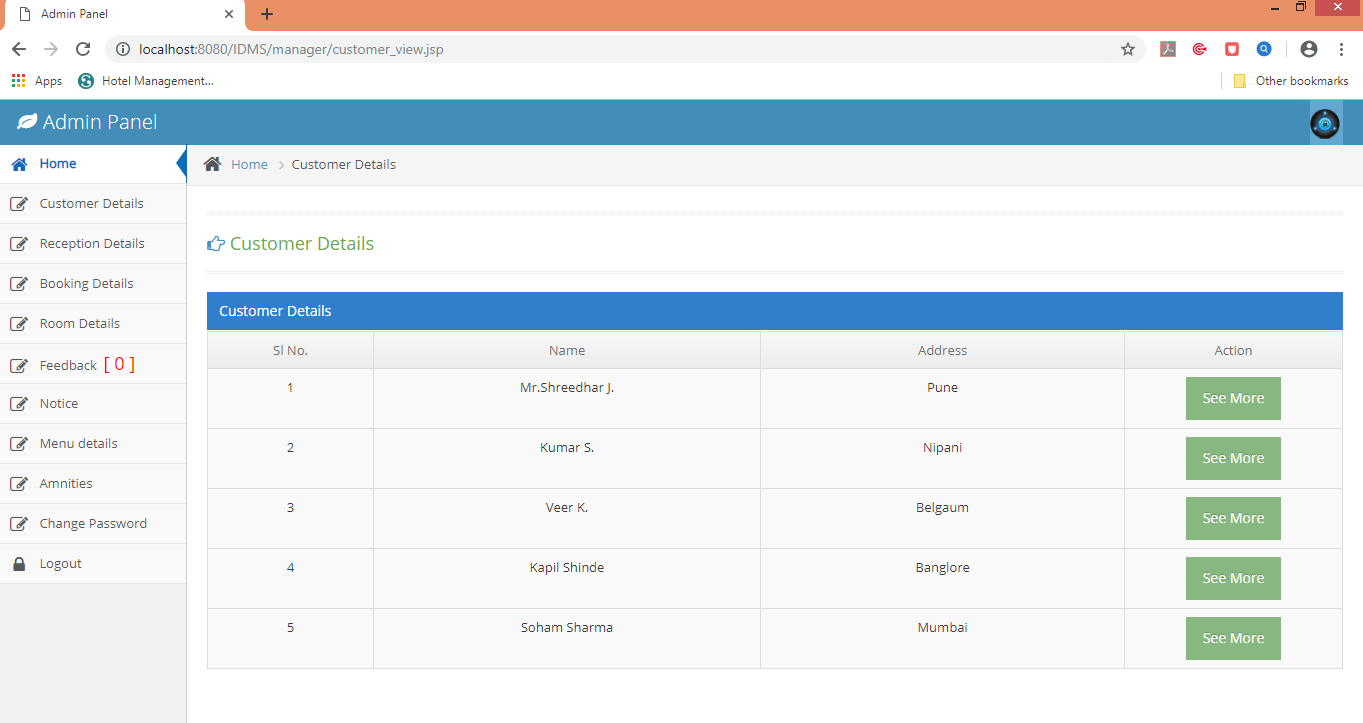 Admin Panel
localhost:8080/IDMS/manager/customer_view.jsp
Apps Hotel Management... Other bookmarks
Admin Panel
Home
Customer Details
Reception Details
Booking Details
Room Details
Feedback [ 0 ]
Notice
Menu details
Amnities
Change Password
Logout
Home > Customer Details
Customer Details
Customer Details
Sl No. Name Address Action
1 Mr.Shreedhar J. Pune See More
2 Kumar S. Nipani See More
3 Veer K. Belgaum See More
4 Kapil Shinde Banglore See More
5 Soham Sharma Mumbai See More